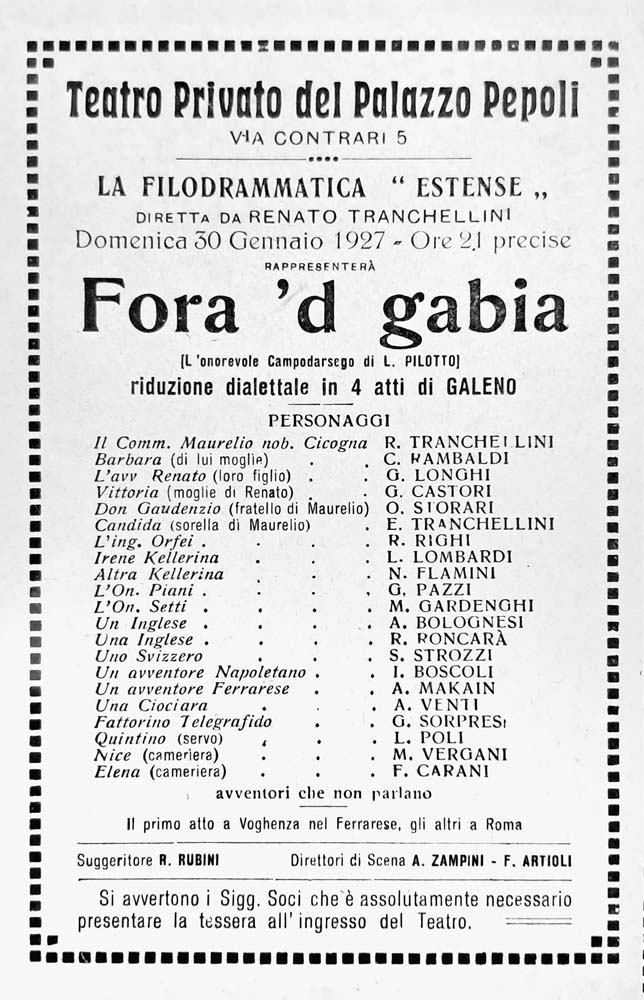 Teatro Privato del Palazzo Pepoli
VIA CONTRARI 5
LA FILODRAMMATICA “ ESTENSE „
DIRETTA DA RENATO TRANCHELLINI
Domenica 30 Gennaio 1927 - Ore 21 precise
RAPPRESENTERÀ
Fora 'd gabia
(L'onorevole Campodarsego di L. PILOTTO)
riduzione dialettale in 4 atti di GALENO
PERSONAGGI
Il Comm. Maurelio nob. Cicogna R. TRANCHELLINI
Barbara (di lui moglie) . . C. RAMBALDI
L'avv Renato (loro figlio) . . G. LONGHI
Vittoria (moglie di Renato) . . G. CASTORI
Don Gaudenzio (fratello di Maurelio) O. STORARI
Candida (sorella di Maurelio) . E. TRANCHELLINI
L'ing. Orfei . . . . R. RIGHI
Irene Kellerina . . . L. LOMBARDI
Altra Kellerina . . . N. FLAMINI
L'On. Piani . . . . G. PAZZI
L'On. Setti . . . . M. GARDENGHI
Un Inglese . . . . A. BOLOGNESI
Una Inglese . . . . R. RONCARÀ
Uno Svizzero . . . S. STROZZI
Un avventore Napoletano . . I. BOSCOLI
Un avventore Ferrarese . . A. MAKAIN
Una Ciociara . . . A. VENTI
Fattorino Telegrafido . . G. SORPRESI
Quintino (servo) . . . L. POLI
Nice (cameriera) . . . M. VERGANI
Elena (cameriera) . . . F. CARANI
avventori che non parlano
Il primo atto a Voghenza nel Ferrarese, gli altri a Roma
Suggeritore R. RUBINI Direttori di Scena A. ZAMPINI - F. ARTIOLI
Si avvertono i Sigg. Soci che è assolutamente necessario
presentare la tessera all'ingresso del Teatro.